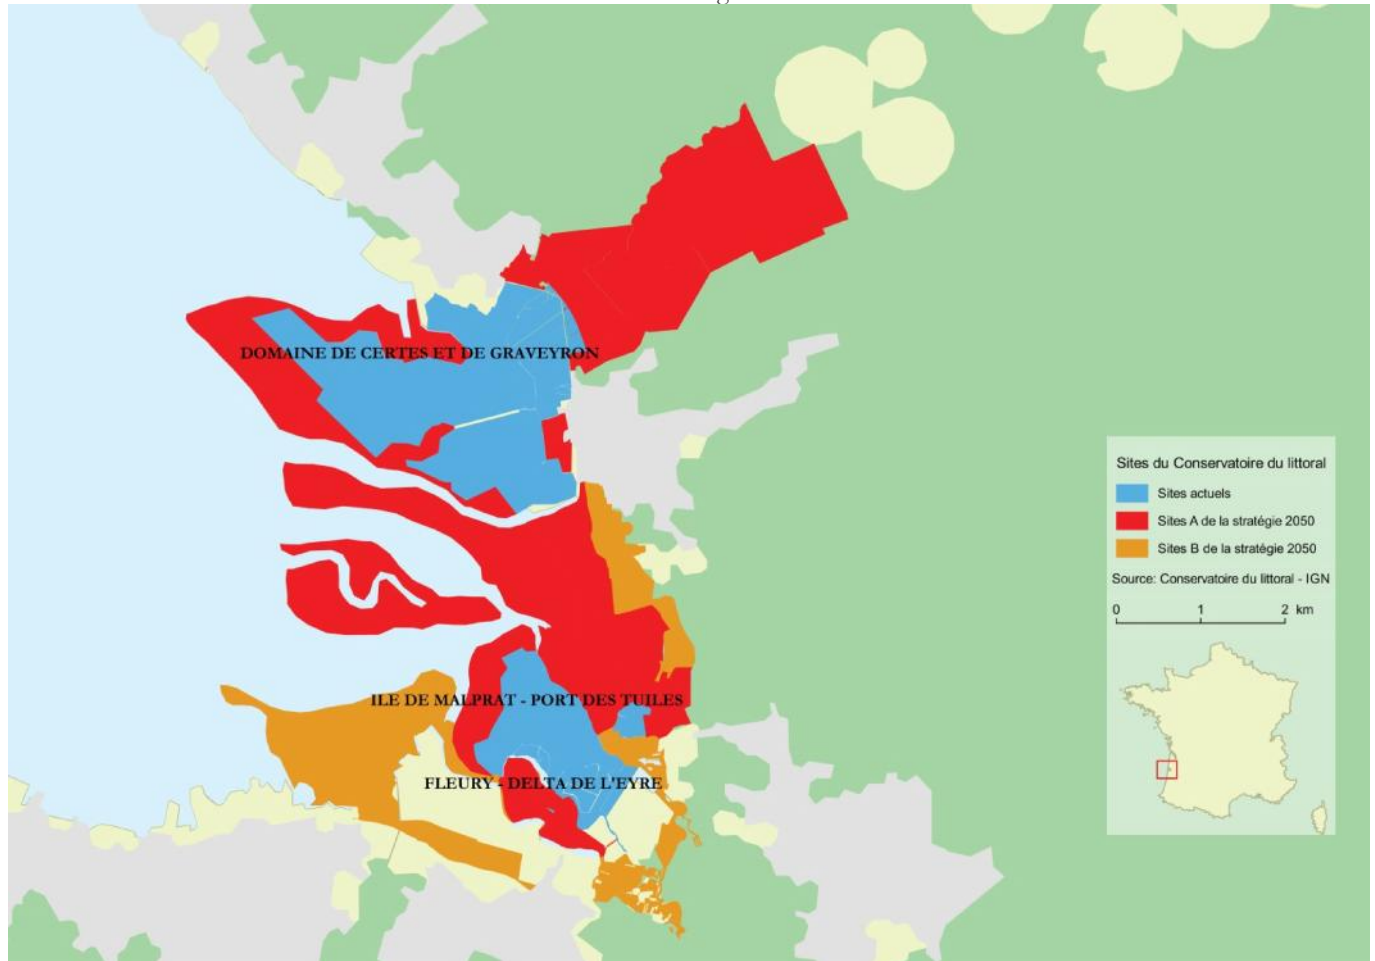 DOMAINE DE CERTES ET DE GRAVEYRON
Sites du Conservatoire du littoral
Sites actuels
Sites A de la stratégie 2050
Sites B de la stratégie 2050
Source: Conservatoire du littoral - IGN
0 1 2 km
ILE DE MALPRAT - PORT DES TUILES
FLEURY - DELTA DE L'EYRE